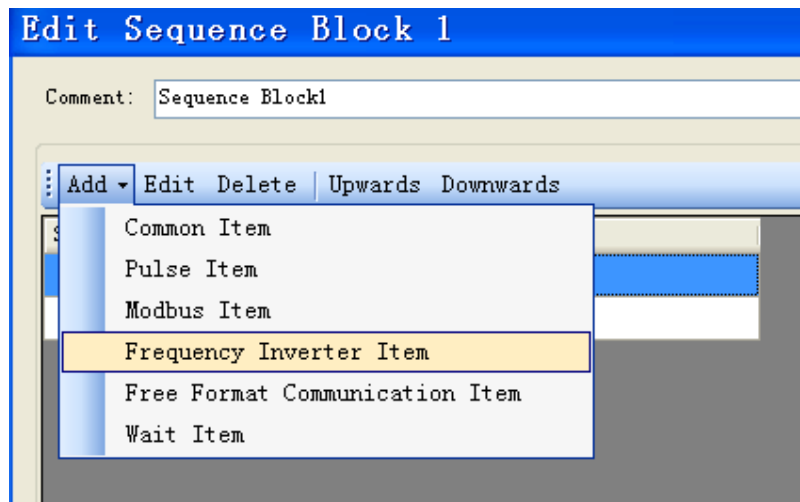 Edit Sequence Block 1
Comment: Sequence Block1
Add Edit Delete Upwards Downwards
Common Item
Pulse Item
Modbus Item
Frequency Inverter Item
Free Format Communication Item
Wait Item